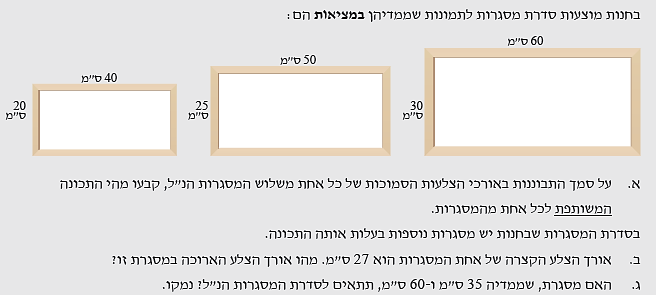 בחנות מוצעות סדרת מסגרות לתמונות שממדיהן במציאות הם:
60 ס״מ
50 ס״מ
40 ס״מ
30 ס״מ
25 ס״מ
20 ס״מ
א. על סמך התבוננות באורכי הצלעות הסמוכות של כל אחת משלוש המסגרות הנ״ל, קבעו מהי התכונה
המשותפת לכל אחת מהמסגרות.
בסדרת המסגרות שבחנות יש מסגרות נוספות בעלות אותה התכונה.
ב. אורך הצלע הקצרה של אחת המסגרות הוא 27 ס״מ. מהו אורך הצלע הארוכה במסגרת זו?
ג. האם מסגרת, שממדיה 35 ס״מ ו-60 ס״מ, תתאים לסדרת המסגרות הנ״ל? נמקו.